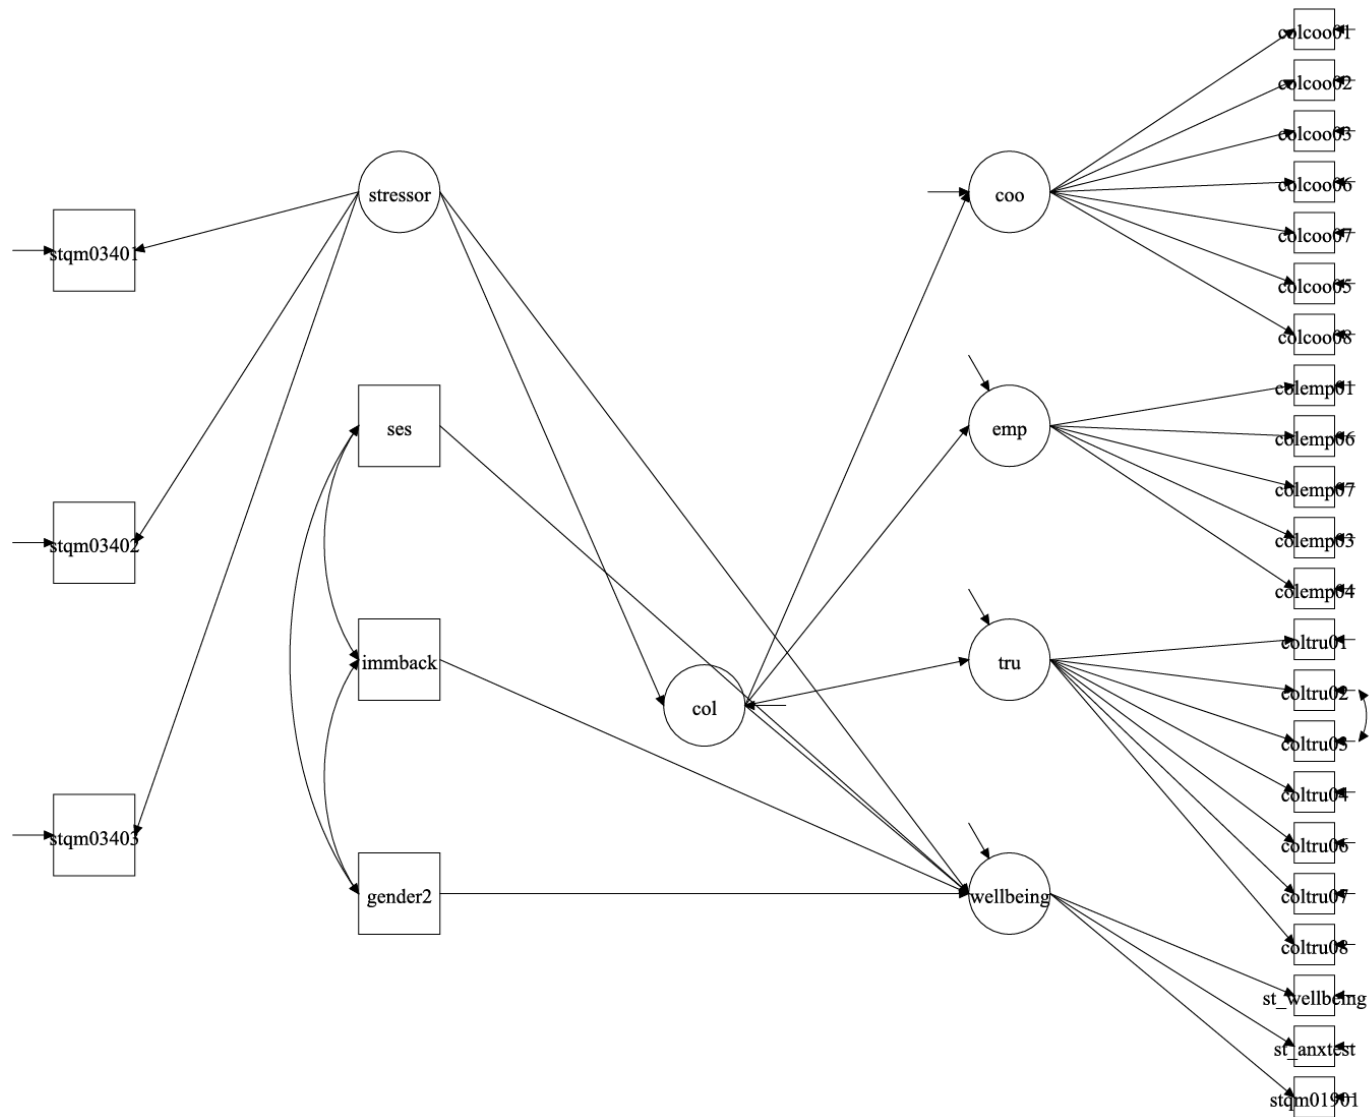 stressor
stqm03401
stqm03402
stqm03403
ses
immback
gender2
col
coo
emp
tru
wellbeing
colcoo01
colcoo02
colcoo03
colcoo06
colcoo07
colcoo05
colcoo08
colemp01
colemp06
colemp07
colemp03
colemp04
coltru01
coltru02
coltru05
coltru04
coltru06
coltru07
coltru08
st_wellbeing
st_anxtest
stqm01901